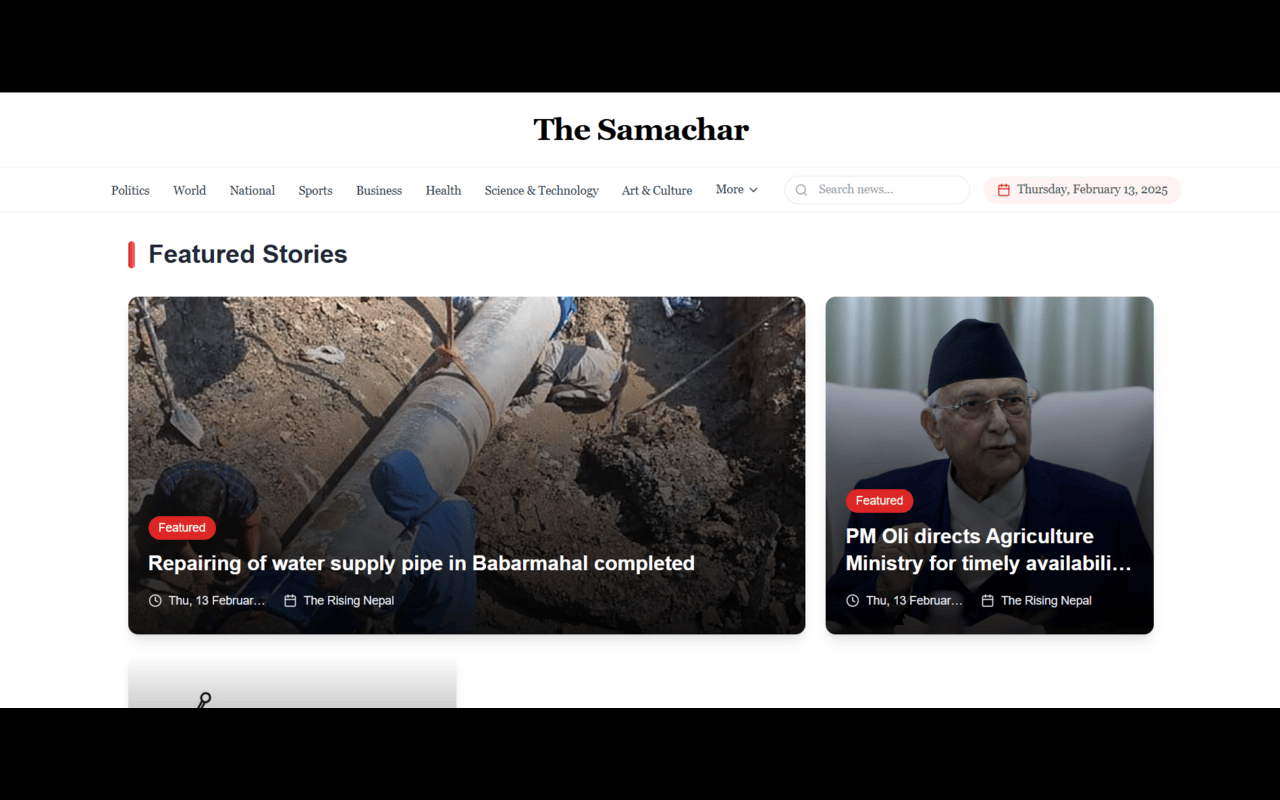 The Samachar
Politics World National Sports Business Health Science & Technology Art & Culture More Search news... Thursday, February 13, 2025
Featured Stories
Featured
Repairing of water supply pipe in Babarmahal completed
Thu, 13 Februar... The Rising Nepal
Featured
PM Oli directs Agriculture
Ministry for timely availabili...
Thu, 13 Februar... The Rising Nepal